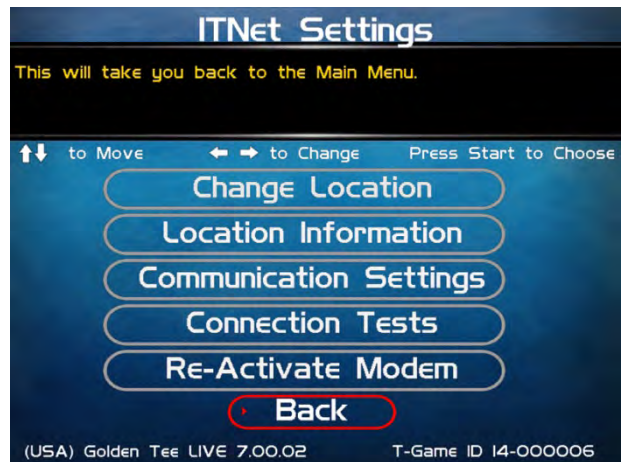 ITNet Settings
This will take you back to the Main Menu.
⬆⬇ to Move ⬅ ➡ to Change Press Start to Choose
Change Location
Location Information
Communication Settings
Connection Tests
Re-Activate Modem
Back
(USA) Golden Tee LIVE 7.00.02 T-Game ID 14-000006